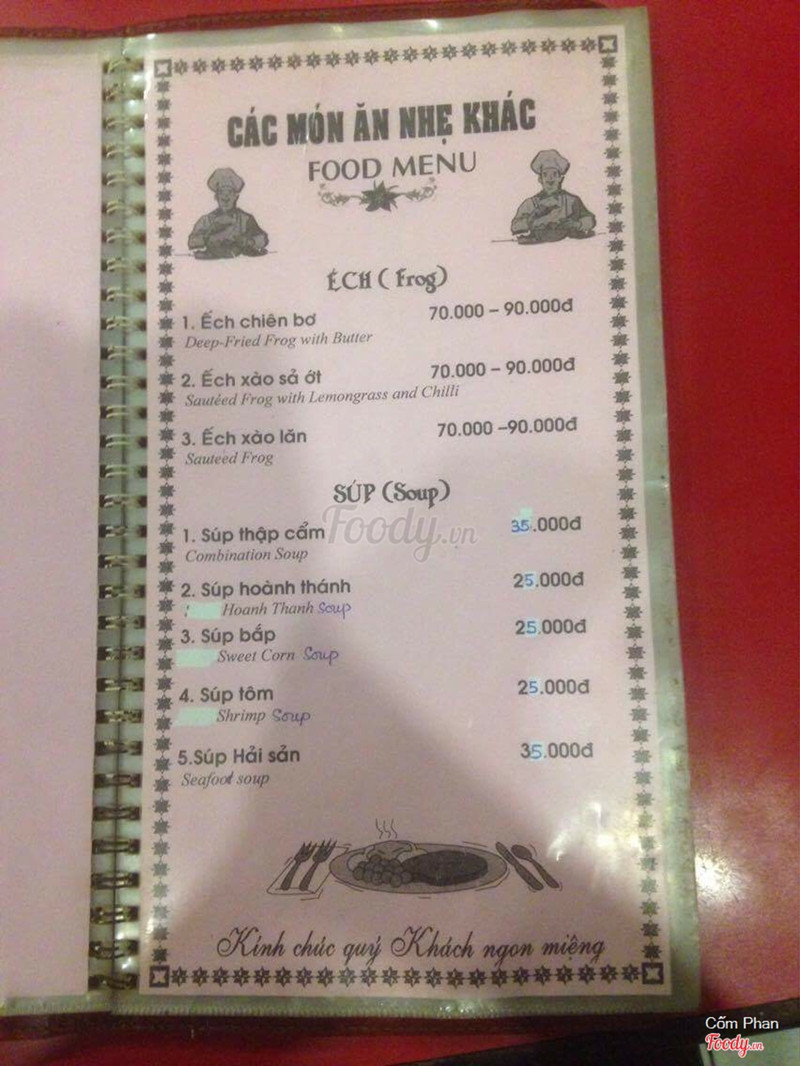 CÁC MÓN ĂN NHẸ KHÁC
FOOD MENU
ẾCH ( Frog)
1. Ếch chiên bơ 70.000 – 90.000đ
Deep-Fried Frog with Butter
2. Ếch xào sả ớt 70.000 – 90.000đ
Sautéed Frog with Lemongrass and Chilli
3. Ếch xào lăn 70.000 –90.000đ
Sauteed Frog
SÚP (Soup)
1. Súp thập cẩm 35.000đ
Combination Soup
2. Súp hoành thánh 25.000đ
Hoanh Thanh Soup
3. Súp bắp 25.000đ
Sweet Corn Soup
4. Súp tôm 25.000đ
Shrimp Soup
5.Súp Hải sản 35.000đ
Seafood soup
Kính chúc quý Khách ngon miệng
Foody.vn
Cốm Phan
Foody.vn